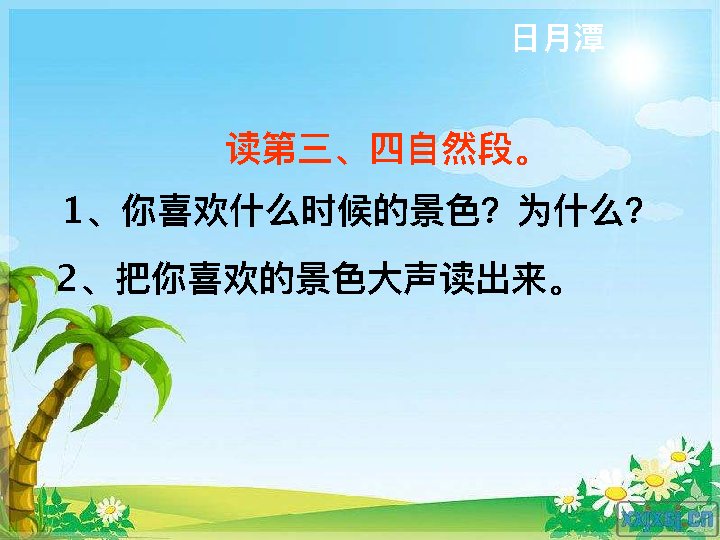 日月潭
读第三、四自然段。
1、你喜欢什么时候的景色？为什么？
2、把你喜欢的景色大声读出来。